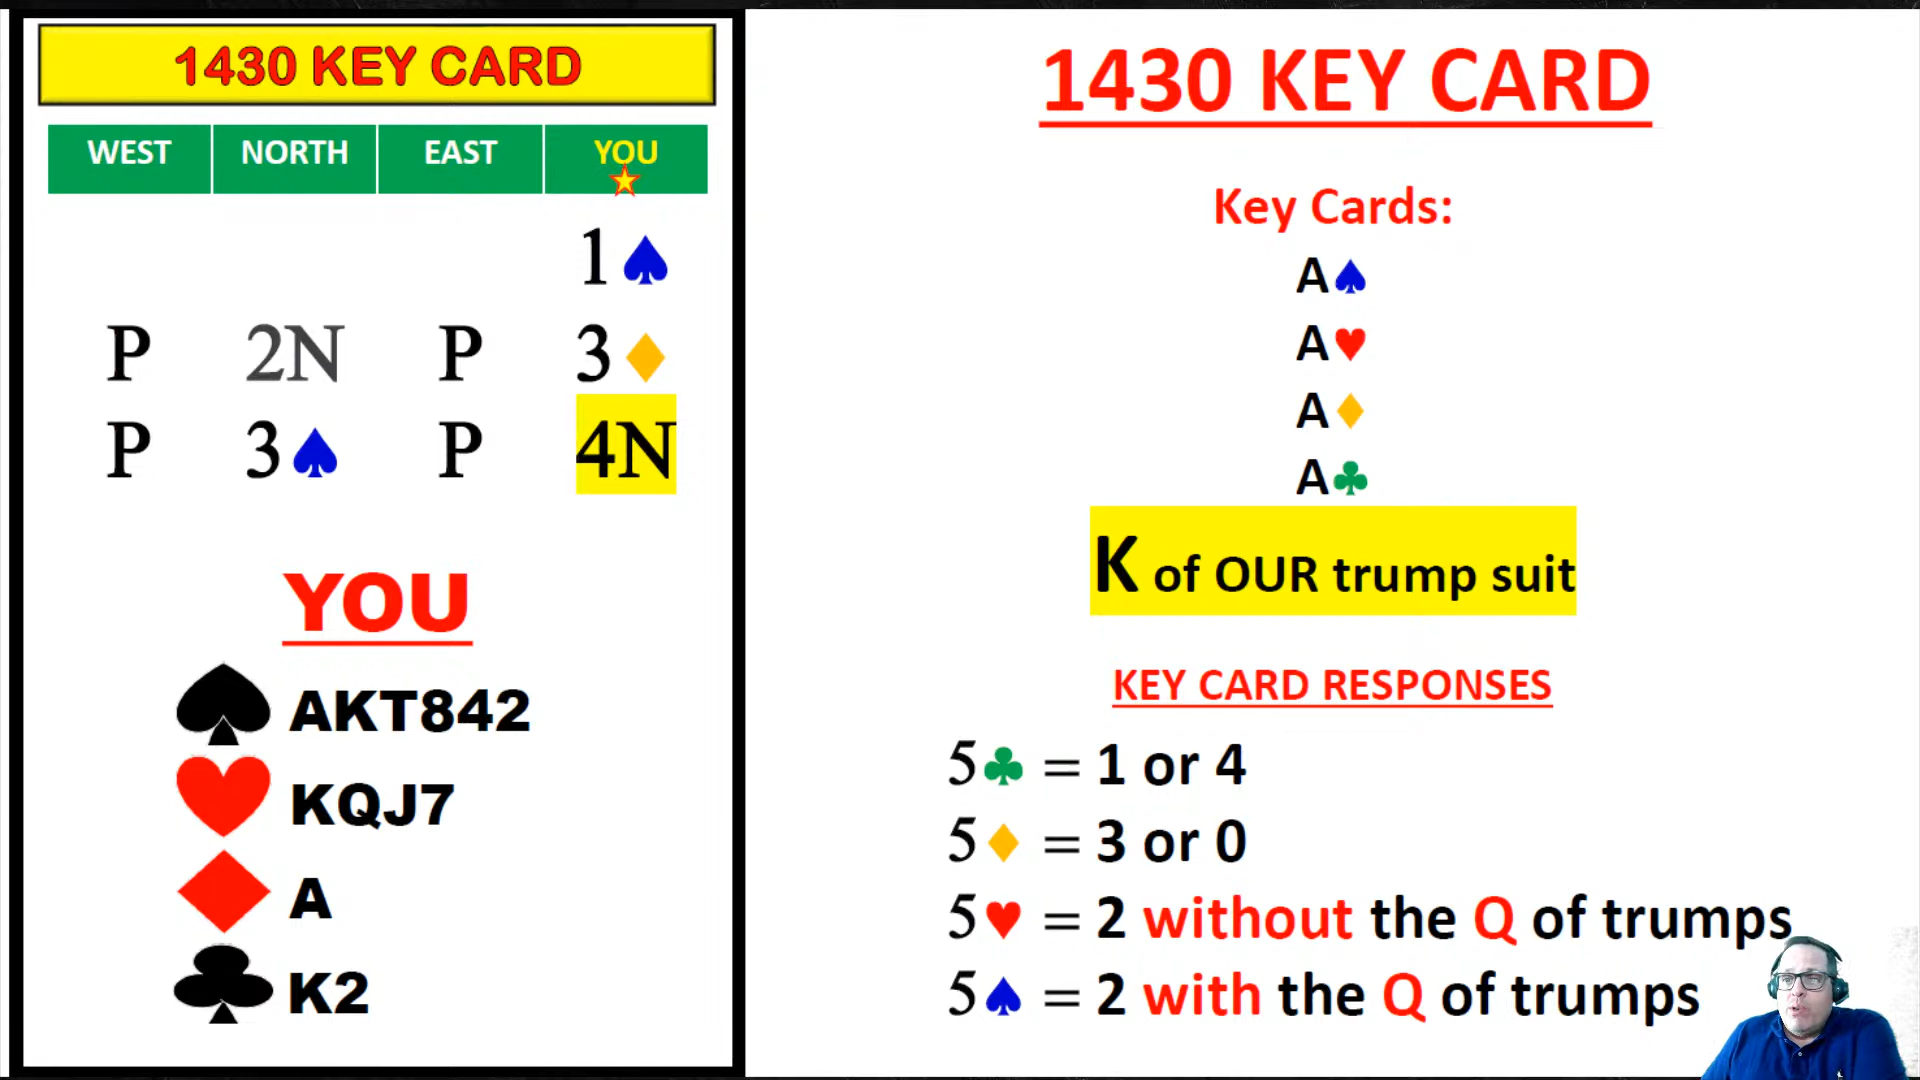 1430 KEY CARD
WEST NORTH EAST YOU
1♠
P 2N P 3♦
P 3♠ P 4N
YOU
♠ AKT842
♥ KQJ7
♦ A
♣ K2
1430 KEY CARD
Key Cards:
A♠
A♥
A♦
A♣
K of OUR trump suit
KEY CARD RESPONSES
5♣ = 1 or 4
5♦ = 3 or 0
5♥ = 2 without the Q of trumps
5♠ = 2 with the Q of trumps